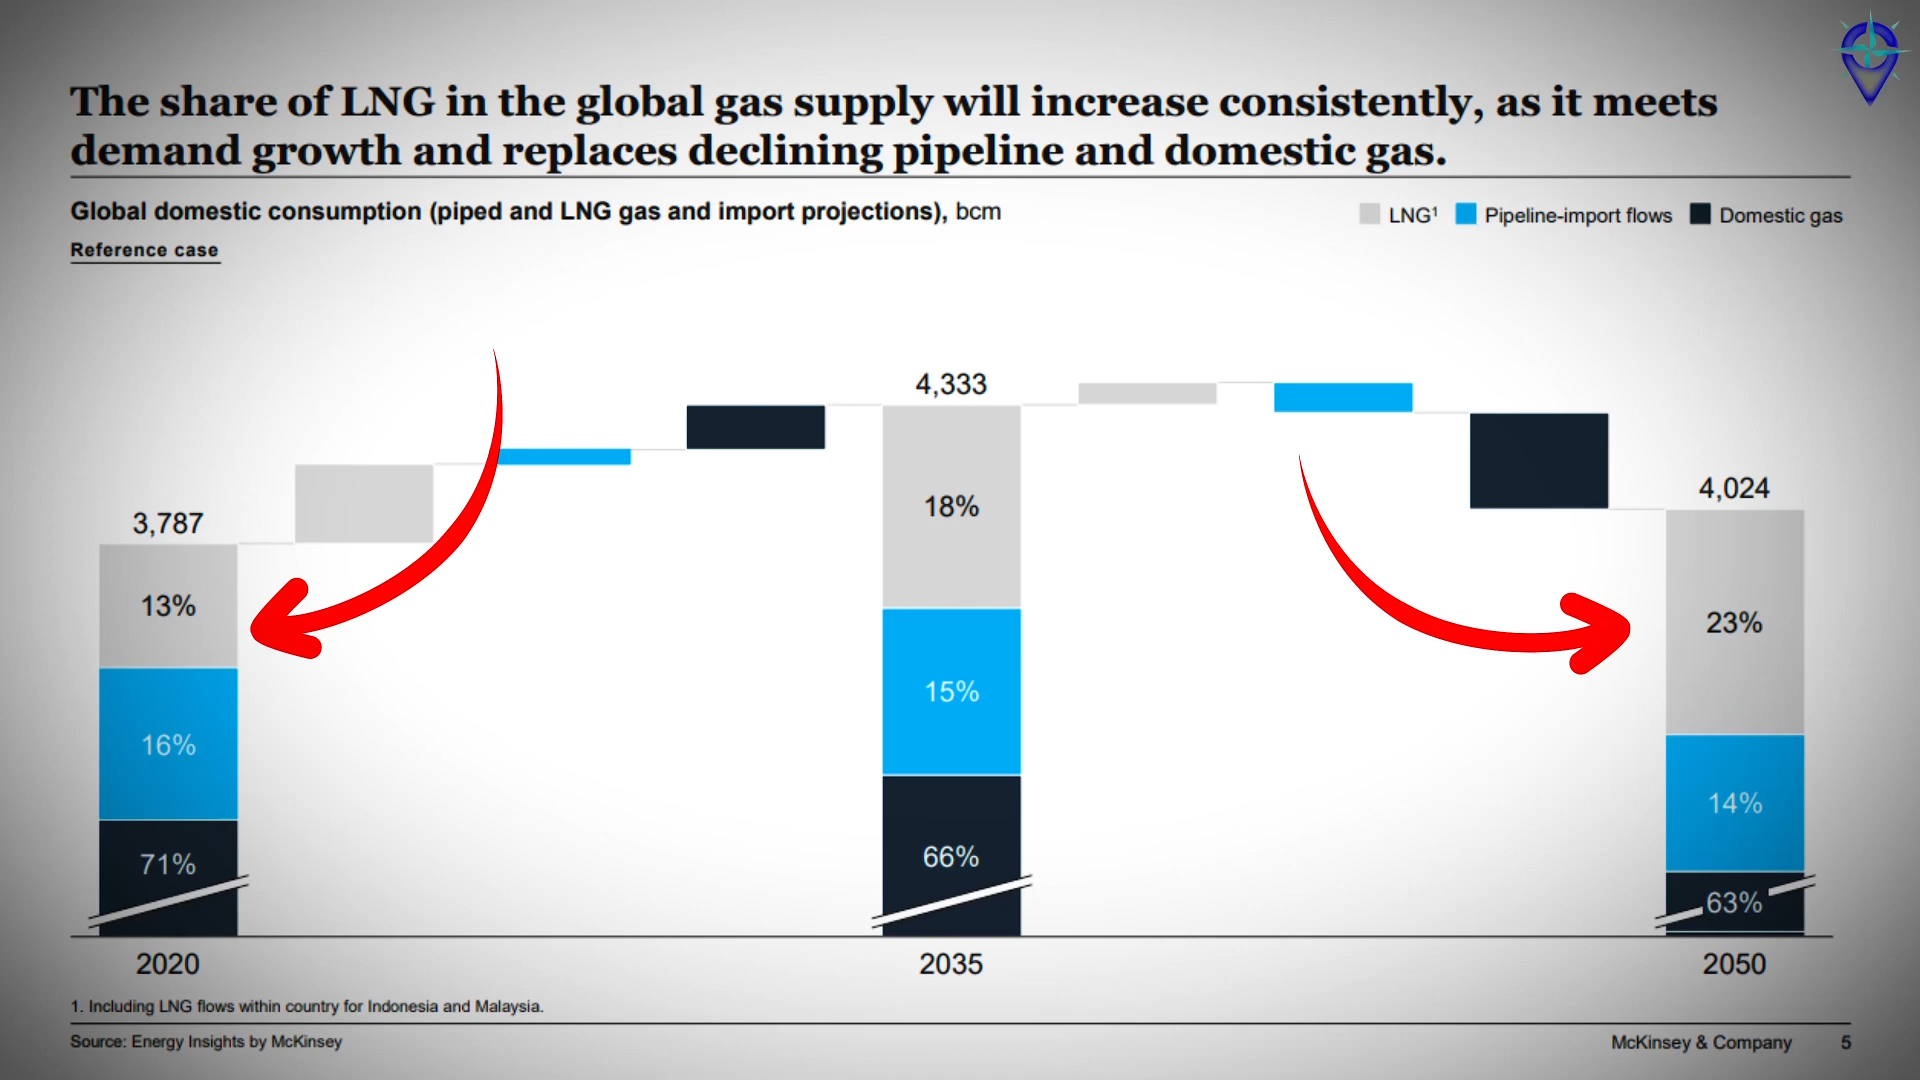 The share of LNG in the global gas supply will increase consistently, as it meets
demand growth and replaces declining pipeline and domestic gas.
Global domestic consumption (piped and LNG gas and import projections), bcm
LNG¹ Pipeline-import flows Domestic gas
Reference case
3,787
13%
16%
71%
4,333
18%
15%
66%
4,024
23%
14%
63%
2020 2035 2050
1. Including LNG flows within country for Indonesia and Malaysia.
Source: Energy Insights by McKinsey
McKinsey & Company 5